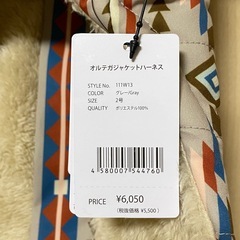 オルテガジャケットハーネス
STYLE No. 111W13
COLOR グレー/Gray
SIZE 2号
QUALITY ポリエステル100%
4 580007 544760
PRICE ¥6,050
(税抜価格 ¥5,500)